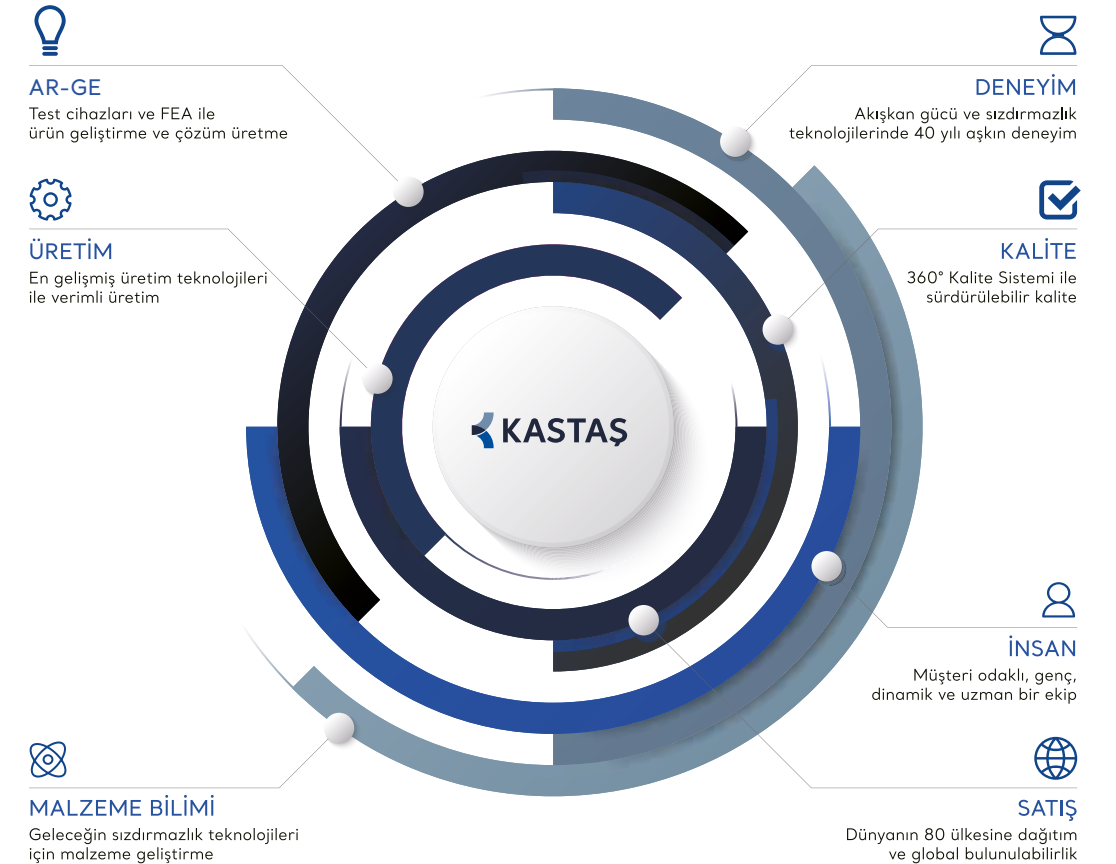 AR-GE
Test cihazları ve FEA ile
ürün geliştirme ve çözüm üretme
ÜRETİM
En gelişmiş üretim teknolojileri
ile verimli üretim
MALZEME BİLİMİ
Geleceğin sızdırmazlık teknolojileri
için malzeme geliştirme
KASTAŞ
DENEYİM
Akışkan gücü ve sızdırmazlık
teknolojilerinde 40 yılı aşkın deneyim
KALİTE
360° Kalite Sistemi ile
sürdürülebilir kalite
İNSAN
Müşteri odaklı, genç,
dinamik ve uzman bir ekip
SATIŞ
Dünyanın 80 ülkesine dağıtım
ve global bulunulabilirlik